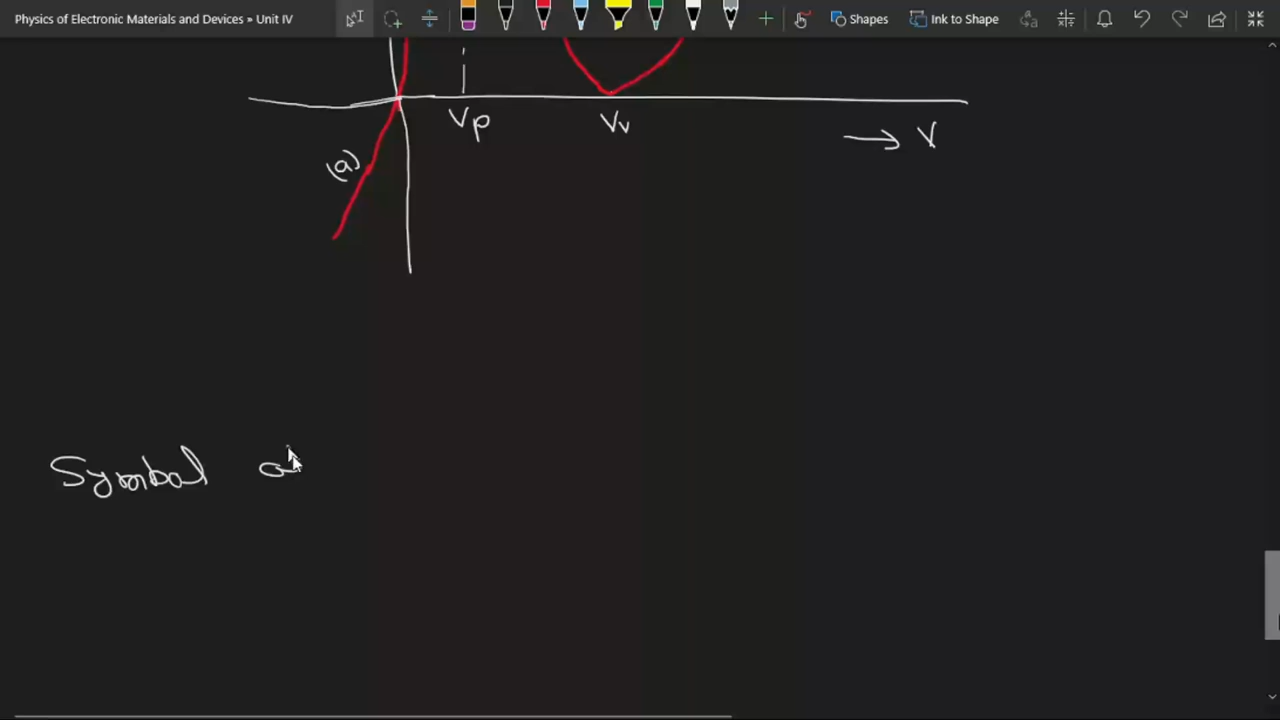 Physics of Electronic Materials and Devices » Unit IV
Shapes
Ink to Shape
Vp
Vv
→ V
(a)
Symbol